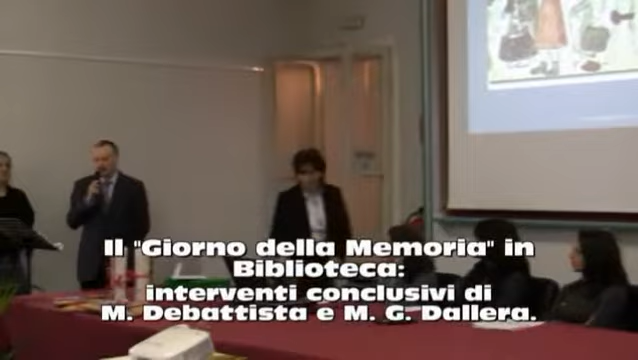 Il "Giorno della Memoria" in
Biblioteca:
interventi conclusivi di
M. Debattista e M. G. Dallera.